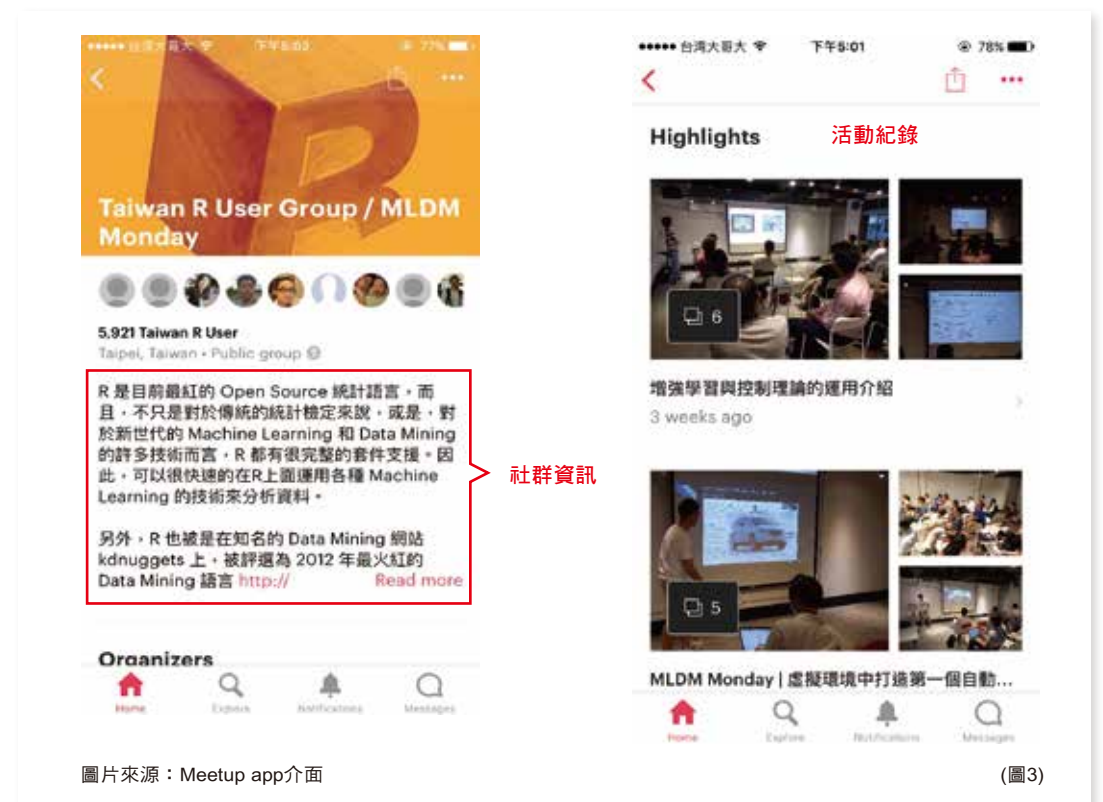 下午5:03
77%
Taiwan R User Group / MLDM
Monday
5,921 Taiwan R User
Taipei, Taiwan • Public group
R 是目前最紅的 Open Source 統計語言，而
且，不只是對於傳統的統計檢定來說，或是，對
於新世代的 Machine Learning 和 Data Mining
的許多技術而言，R 都有很完整的套件支援。因
此，可以很快速的在R上面運用各種 Machine
Learning 的技術來分析資料。
另外，R 也被是在知名的 Data Mining 網站
kdnuggets 上，被評選為 2012 年最火紅的
Data Mining 語言 http:// Read more
社群資訊
Organizers
Home Explore Notifications Messages
台湾大哥大 下午5:01 78%
Highlights 活動紀錄
6
增強學習與控制理論的運用介紹
3 weeks ago
5
MLDM Monday | 虛擬環境中打造第一個自動...
Home Explore Notifications Messages
圖片來源：Meetup app介面
(圖3)